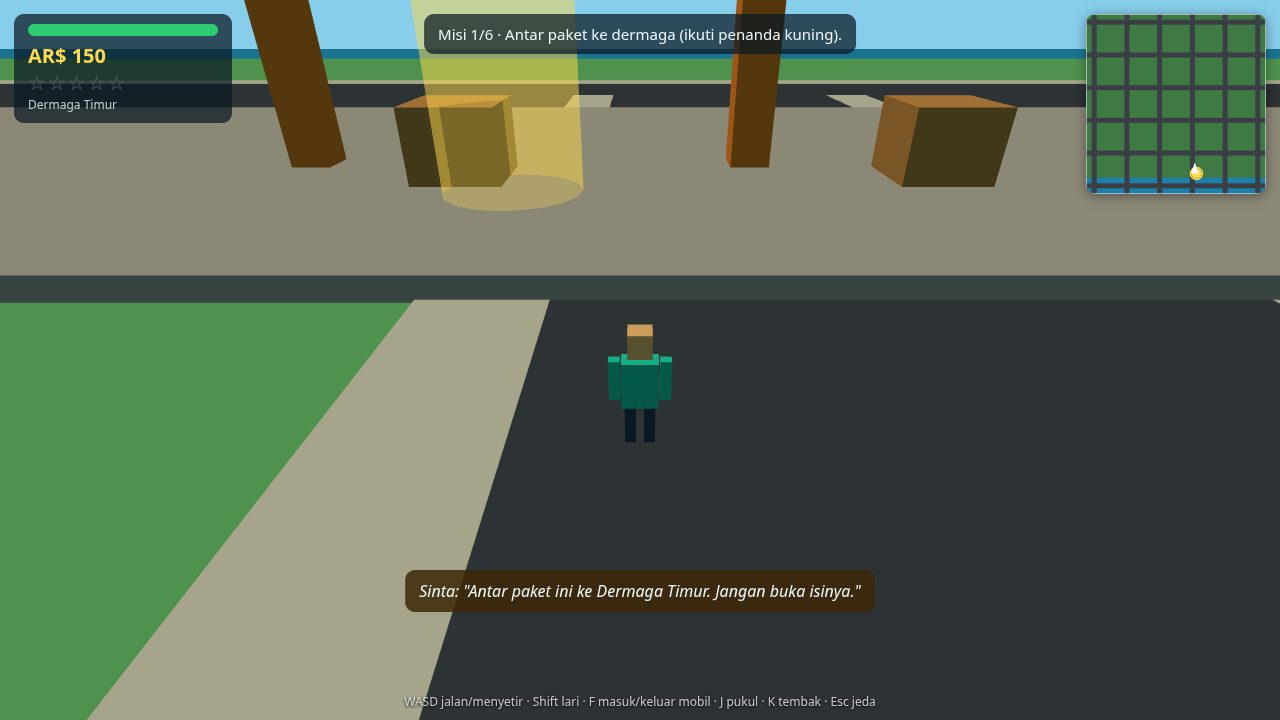 Misi 1/6 · Antar paket ke dermaga (ikuti penanda kuning).
AR$ 150
☆☆☆☆☆
Dermaga Timur
Sinta: "Antar paket ini ke Dermaga Timur. Jangan buka isinya."
WASD jalan/menyetir · Shift lari · F masuk/keluar mobil · J pukul · K tembak · Esc jeda